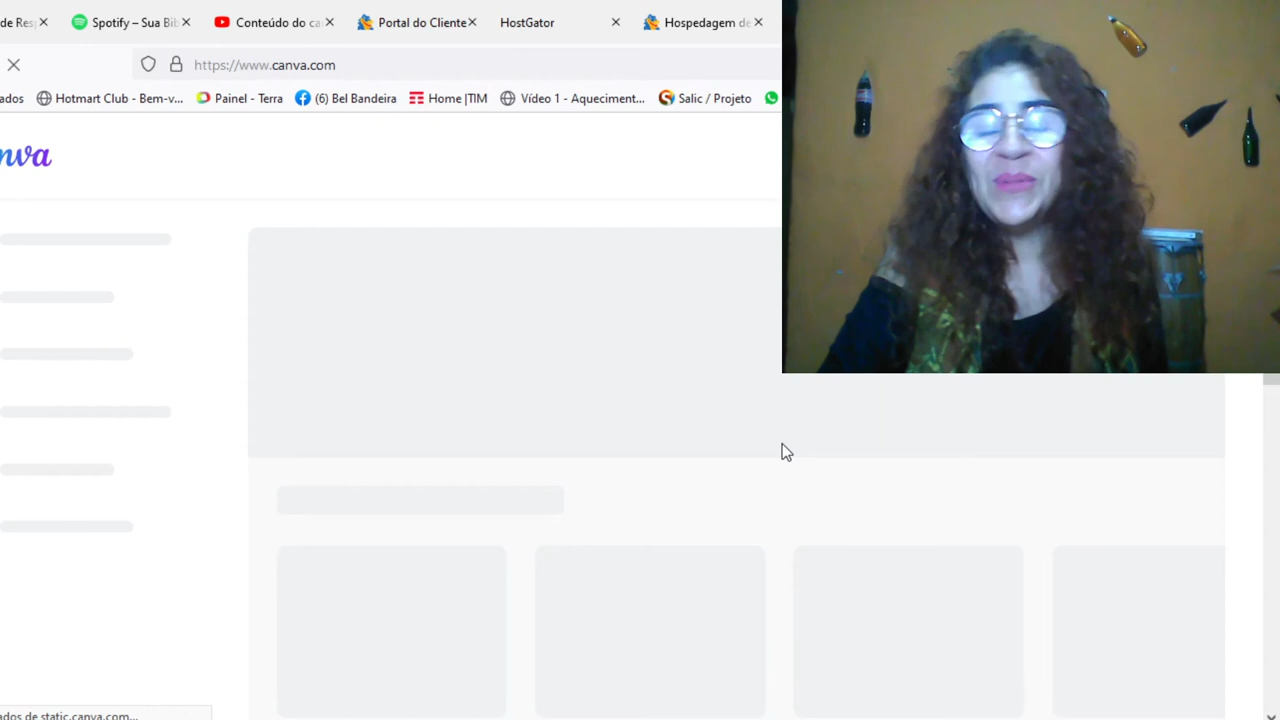 de Res
Spotify – Sua Bib
Conteúdo do ca
Portal do Cliente
HostGator
Hospedagem de
https://www.canva.com
ados
Hotmart Club - Bem-v...
Painel - Terra
(6) Bel Bandeira
Home |TIM
Vídeo 1 - Aqueciment...
Salic / Projeto
nva
ados de static.canva.com...